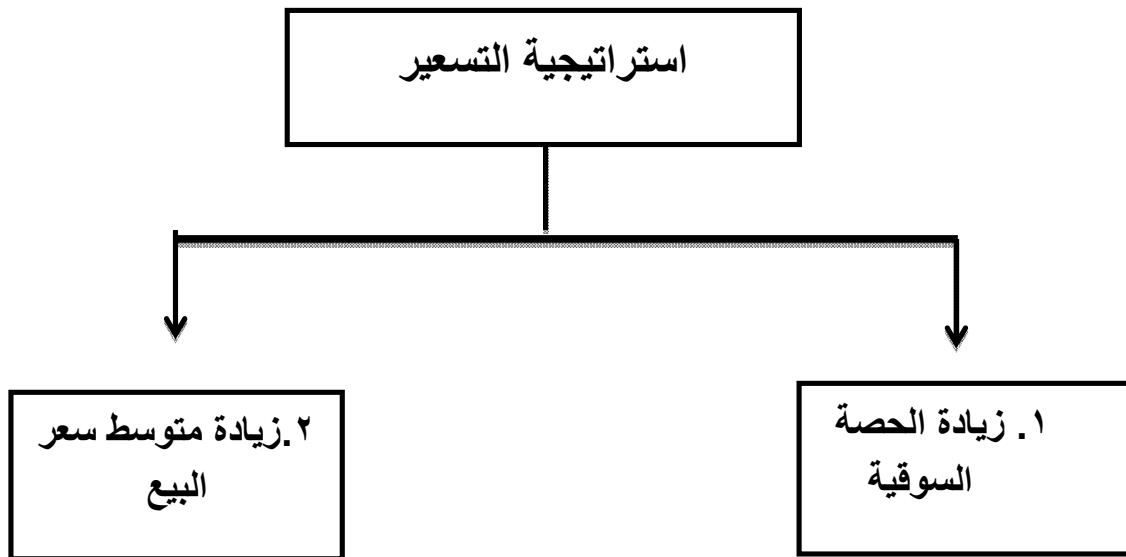 استراتيجية التسعير
١. زيادة الحصة
السوقية
٢.زيادة متوسط سعر
البيع